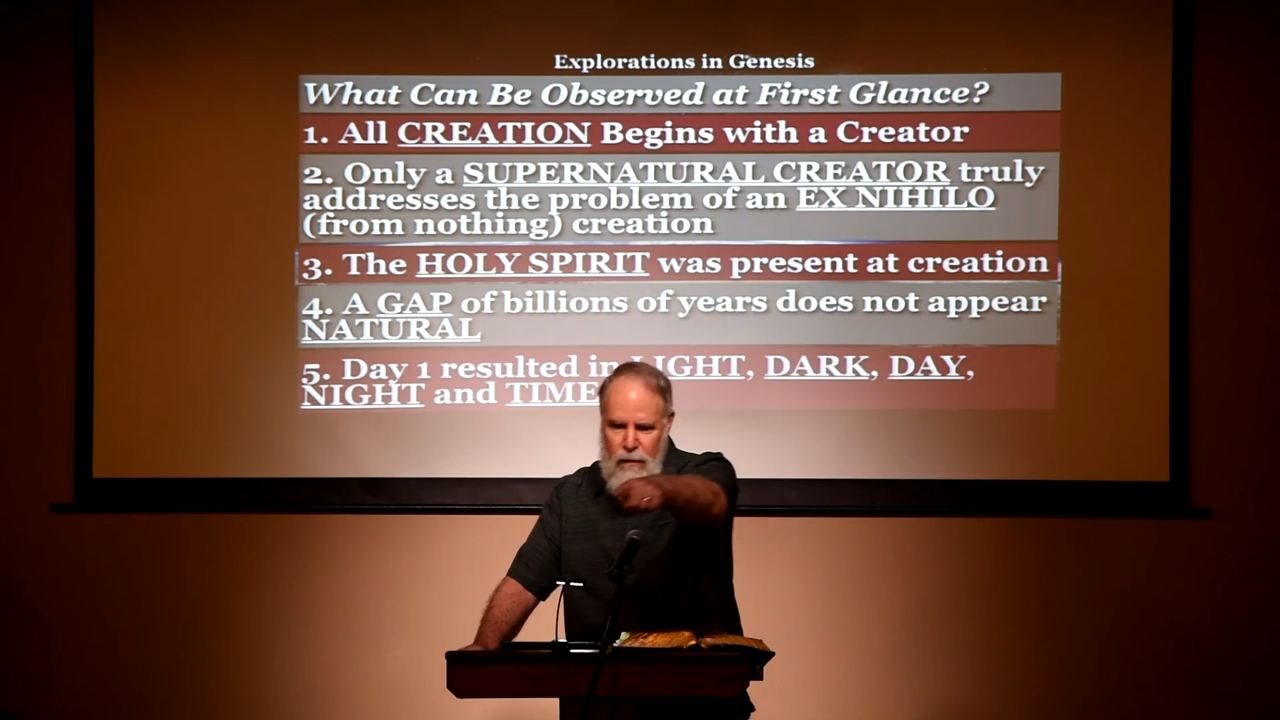 Explorations in Genesis
What Can Be Observed at First Glance?
1. All CREATION Begins with a Creator
2. Only a SUPERNATURAL CREATOR truly
addresses the problem of an EX NIHILO
(from nothing) creation
3. The HOLY SPIRIT was present at creation
4. A GAP of billions of years does not appear
NATURAL
5. Day 1 resulted in LIGHT, DARK, DAY,
NIGHT and TIME